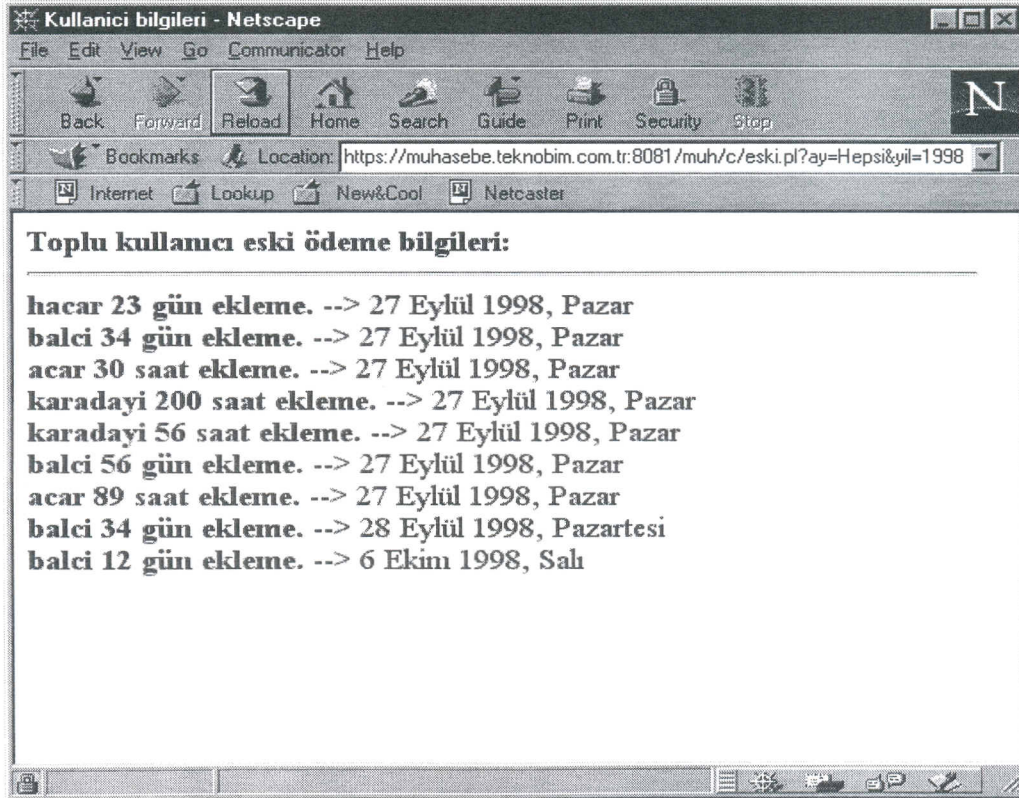 Kullanici bilgileri - Netscape
File Edit View Go Communicator Help
Back Forward Reload Home Search Guide Print Security Stop
N
Bookmarks Location: https://muhasebe.teknobim.com.tr:8081/muh/c/eski.pl?ay=Hepsi&yil=1998
Internet Lookup New&Cool Netcaster
Toplu kullanıcı eski ödeme bilgileri:
hacar 23 gün ekleme. --> 27 Eylül 1998, Pazar
balci 34 gün ekleme. --> 27 Eylül 1998, Pazar
acar 30 saat ekleme. --> 27 Eylül 1998, Pazar
karadayi 200 saat ekleme. --> 27 Eylül 1998, Pazar
karadayi 56 saat ekleme. --> 27 Eylül 1998, Pazar
balci 56 gün ekleme. --> 27 Eylül 1998, Pazar
acar 89 saat ekleme. --> 27 Eylül 1998, Pazar
balci 34 gün ekleme. --> 28 Eylül 1998, Pazartesi
balci 12 gün ekleme. --> 6 Ekim 1998, Salı